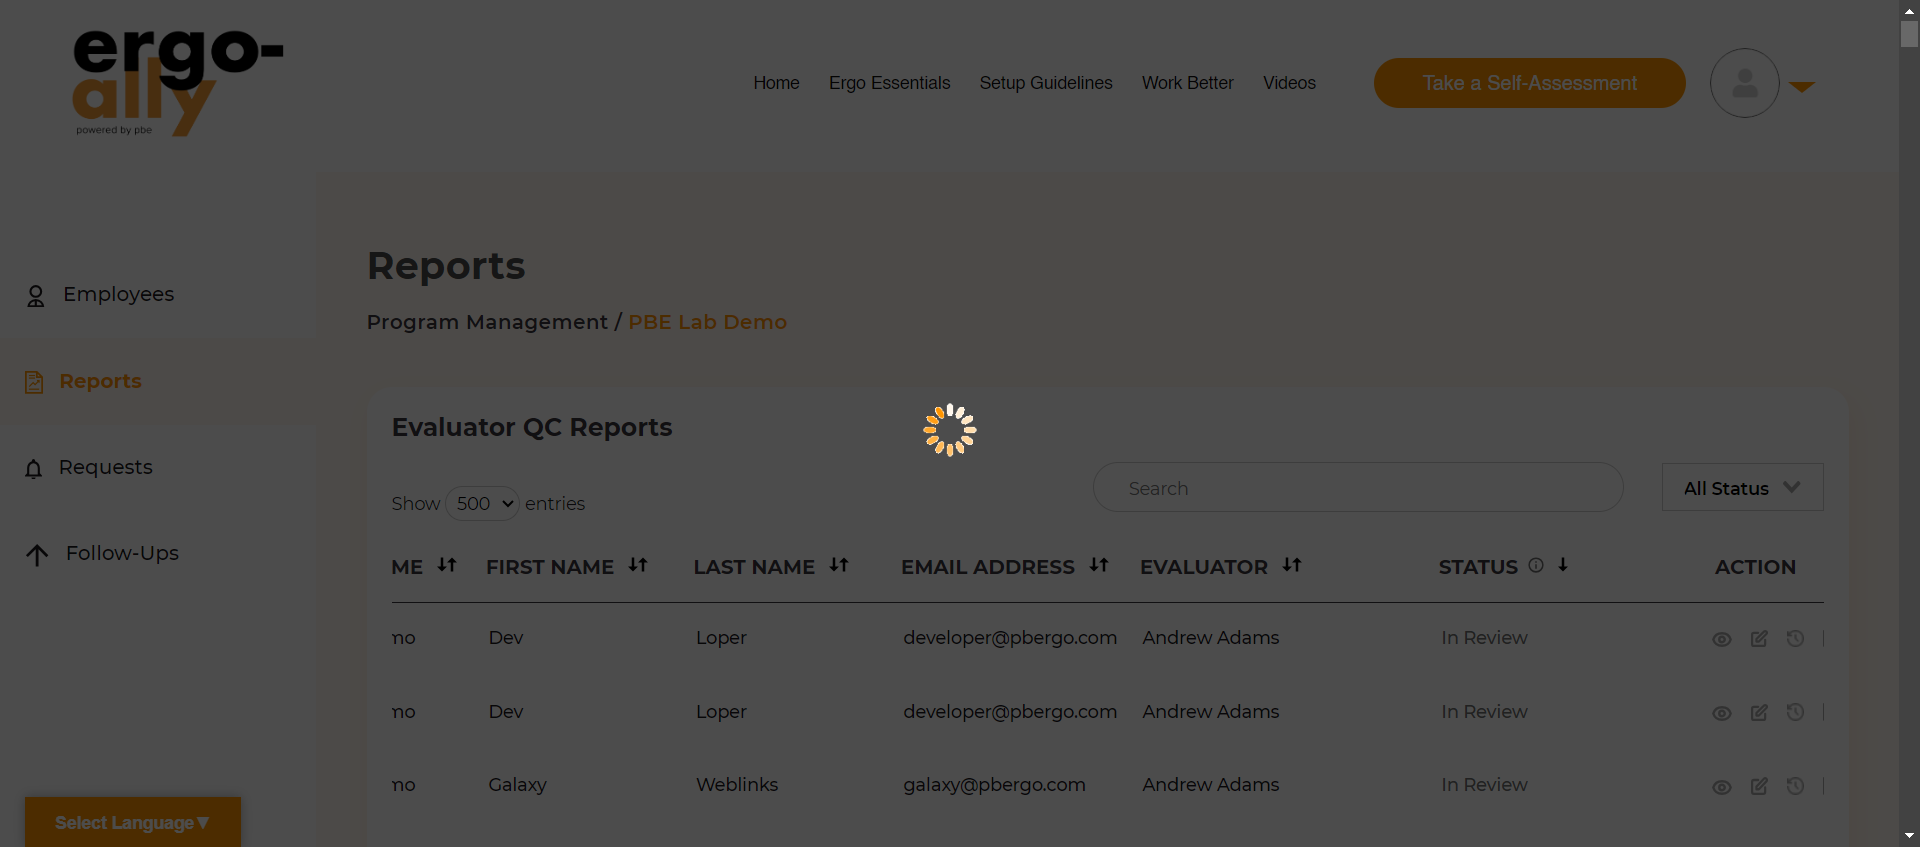 ergo-
ally
powered by pbe
Home Ergo Essentials Setup Guidelines Work Better Videos Take a Self-Assessment
Employees
Reports
Requests
Follow-Ups
Select Language▼
Reports
Program Management / PBE Lab Demo
Evaluator QC Reports
Show 500 entries
Search
All Status
ME FIRST NAME LAST NAME EMAIL ADDRESS EVALUATOR STATUS ACTION
mo Dev Loper developer@pbergo.com Andrew Adams In Review
mo Dev Loper developer@pbergo.com Andrew Adams In Review
mo Galaxy Weblinks galaxy@pbergo.com Andrew Adams In Review